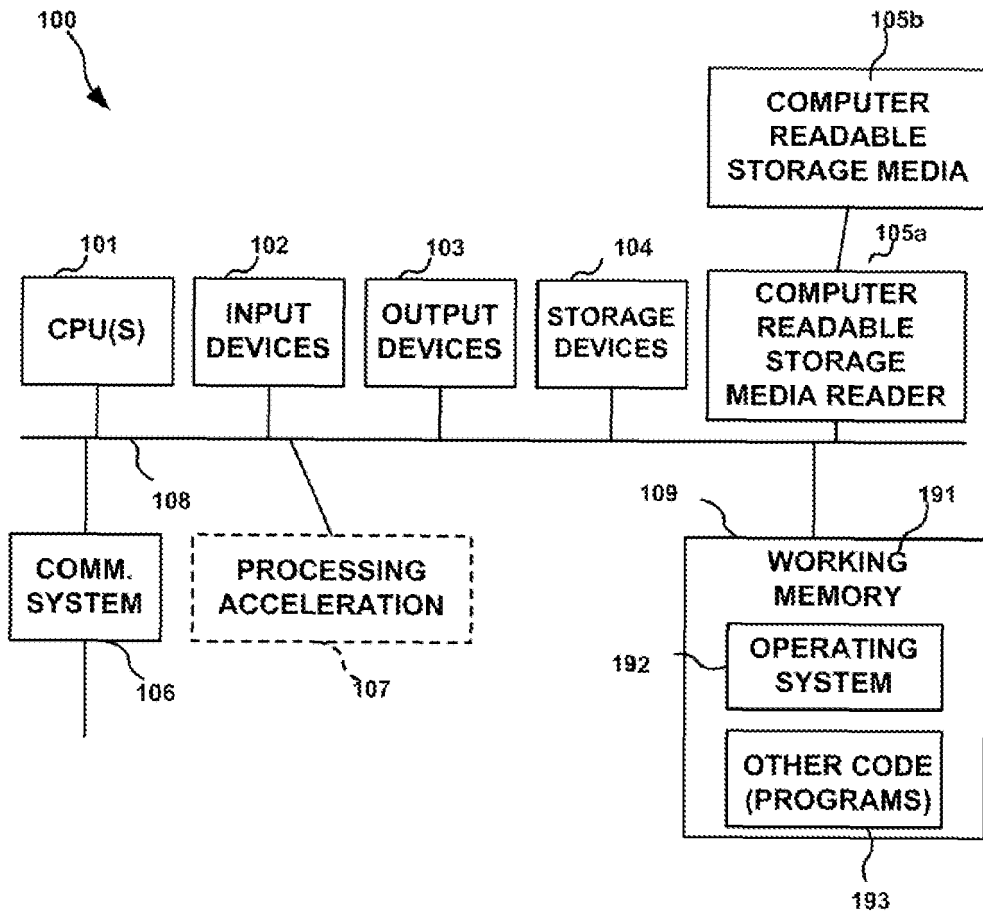 100
105b
COMPUTER
READABLE
STORAGE MEDIA
101
102
103
104
105a
CPU(S)
INPUT
DEVICES
OUTPUT
DEVICES
STORAGE
DEVICES
COMPUTER
READABLE
STORAGE
MEDIA READER
108
109
191
COMM.
SYSTEM
PROCESSING
ACCELERATION
WORKING
MEMORY
106
107
192
OPERATING
SYSTEM
OTHER CODE
(PROGRAMS)
193